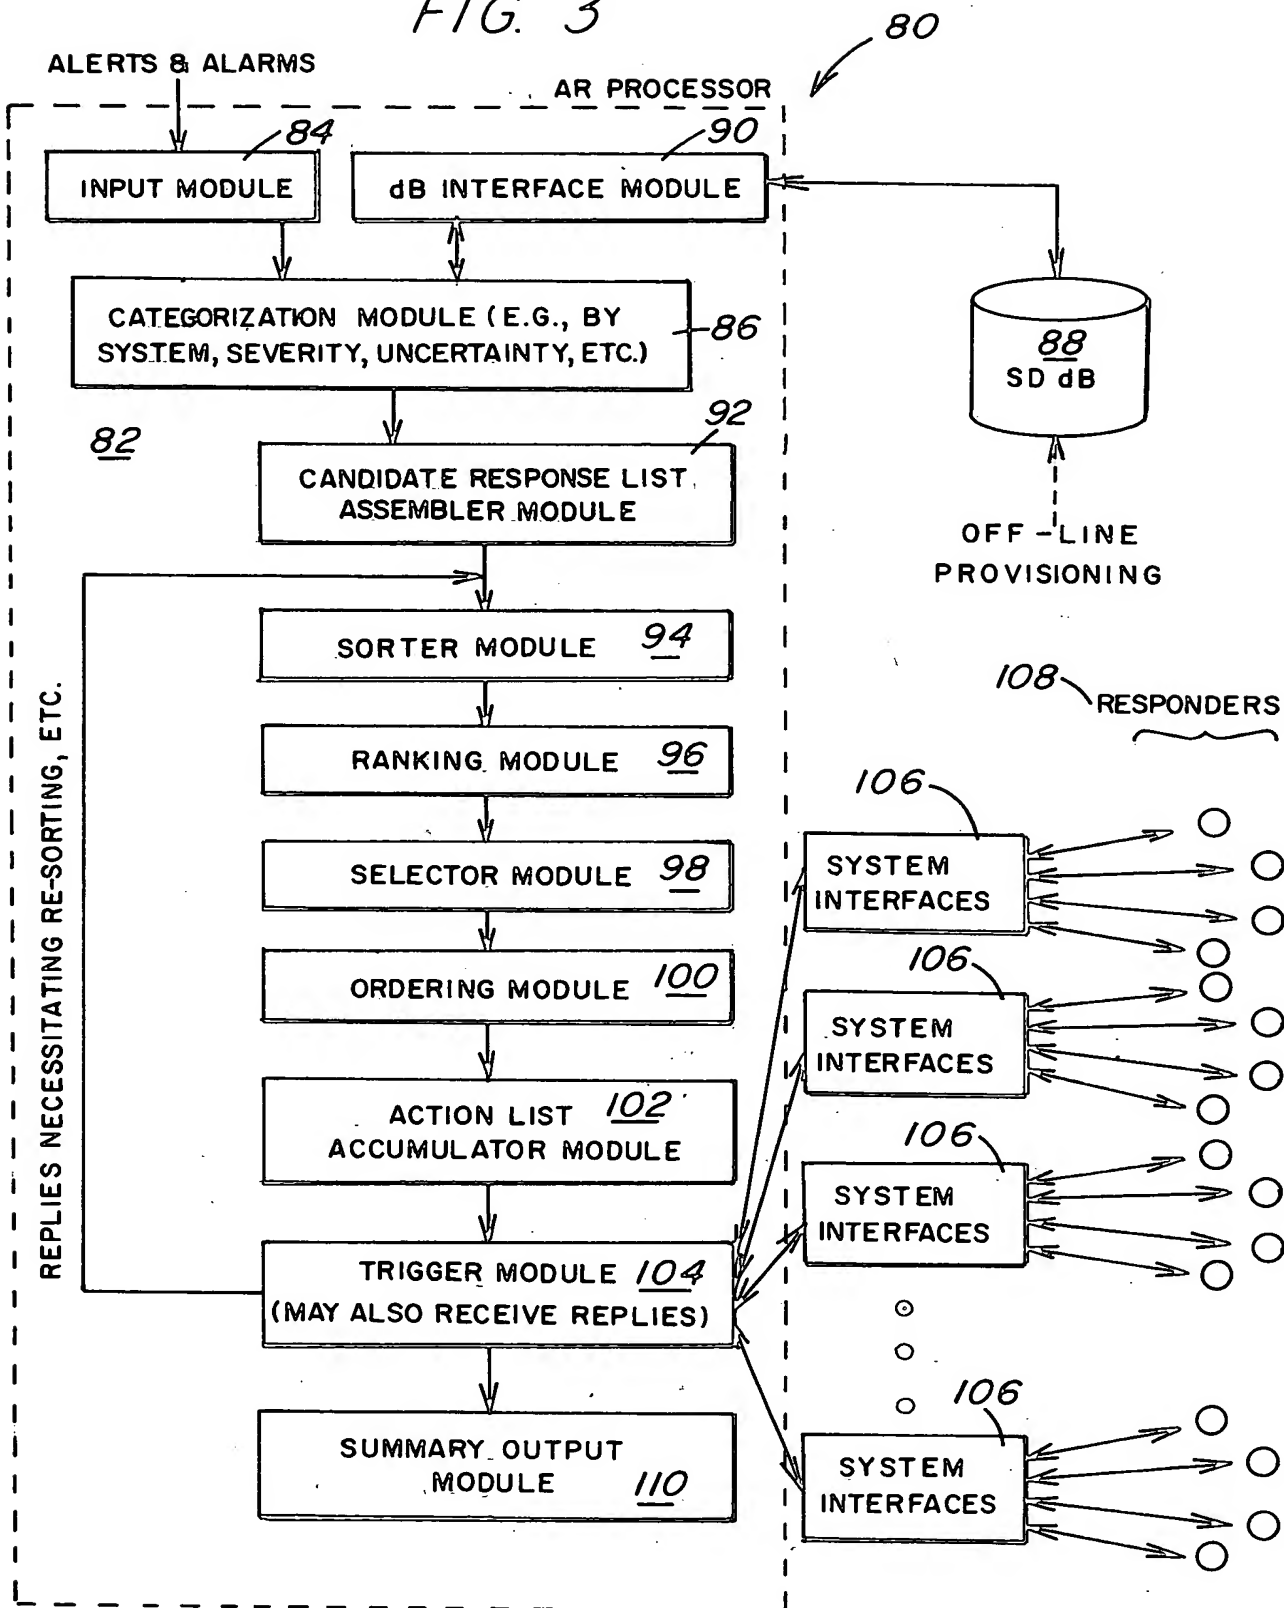 FIG. 3
80
ALERTS & ALARMS
AR PROCESSOR
84
90
INPUT MODULE
dB INTERFACE MODULE
CATEGORIZATION MODULE (E.G., BY
SYSTEM, SEVERITY, UNCERTAINTY, ETC.)
86
88
SD dB
82
92
CANDIDATE RESPONSE LIST
ASSEMBLER MODULE
OFF-LINE
PROVISIONING
SORTER MODULE 94
108 RESPONDERS
REPLIES NECESSITATING RE-SORTING, ETC.
RANKING MODULE 96
106
SELECTOR MODULE 98
SYSTEM
INTERFACES
ORDERING MODULE 100
106
SYSTEM
INTERFACES
ACTION LIST 102
ACCUMULATOR MODULE
106
SYSTEM
INTERFACES
TRIGGER MODULE 104
(MAY ALSO RECEIVE REPLIES)
106
SUMMARY OUTPUT
MODULE 110
SYSTEM
INTERFACES